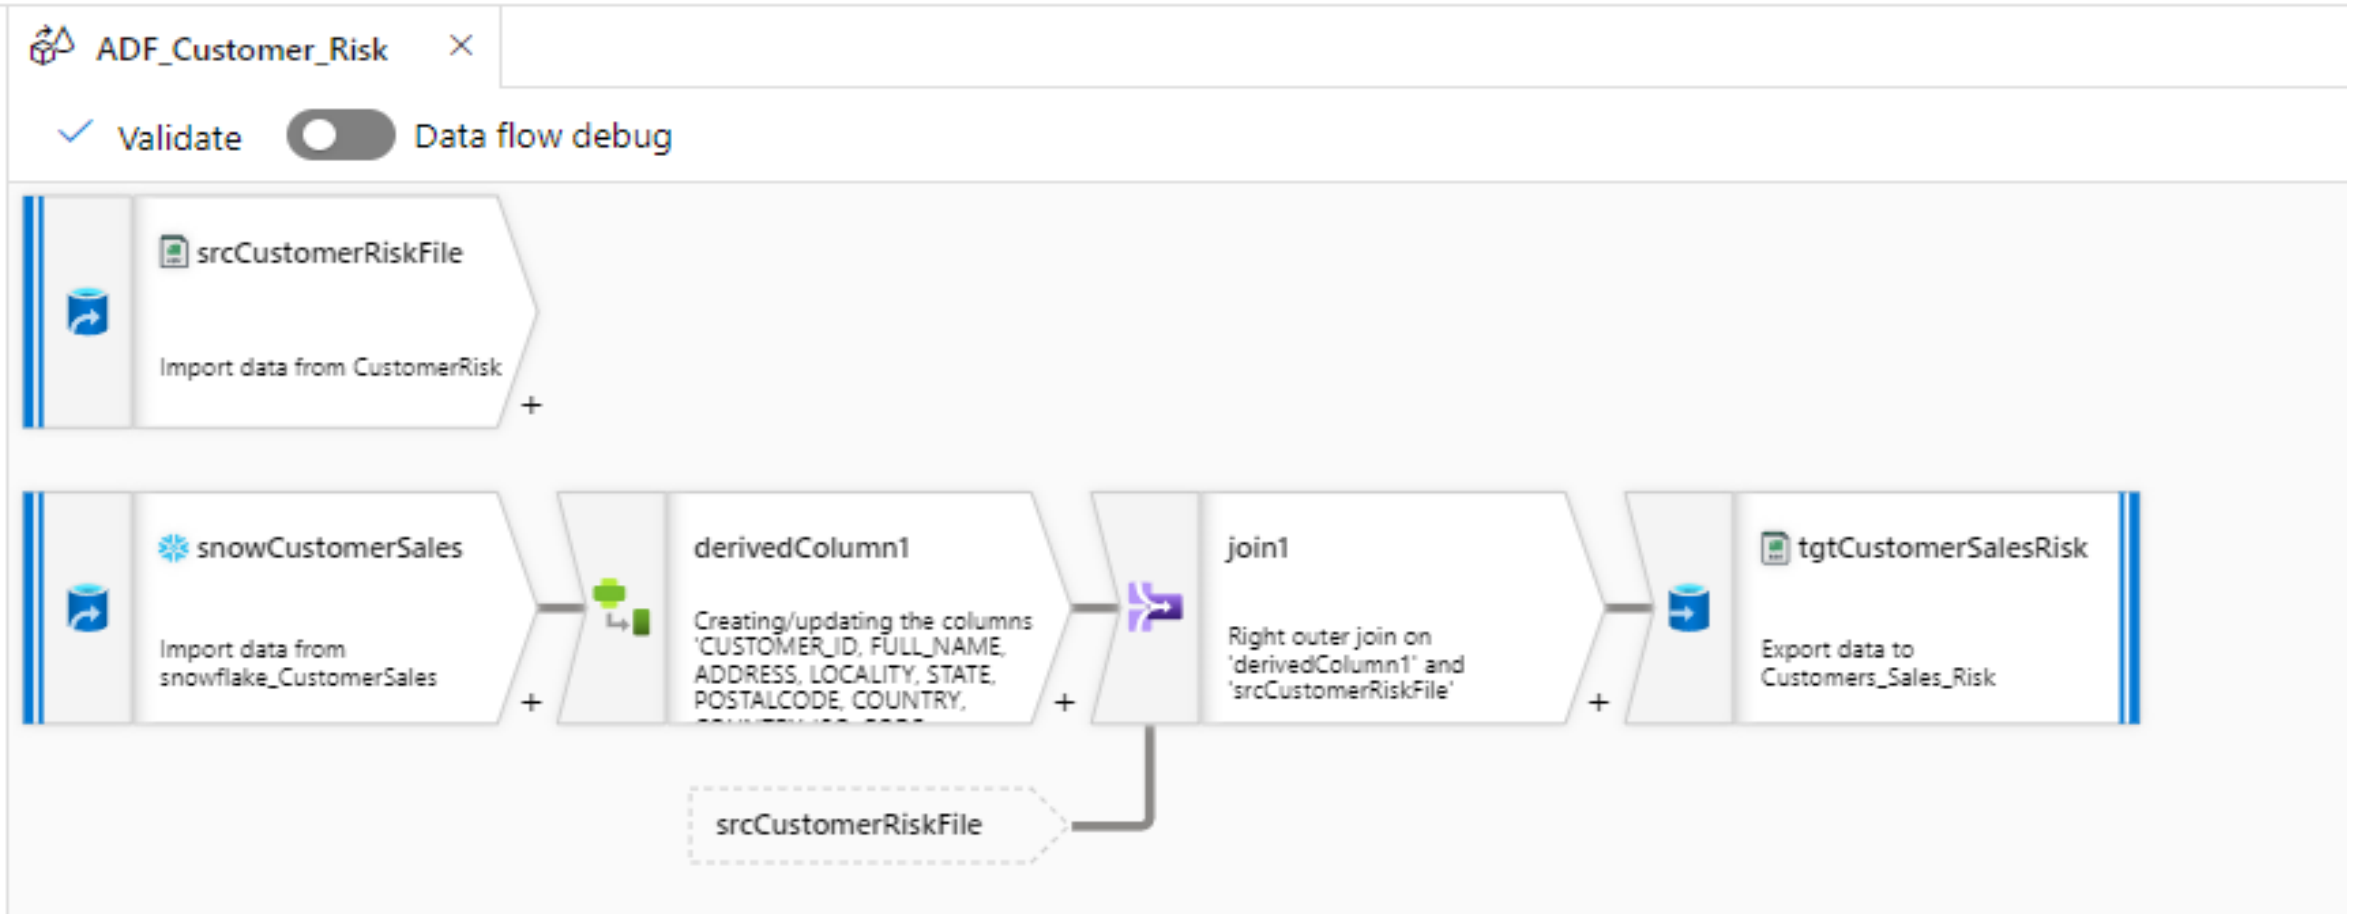 ADF_Customer_Risk
Validate
Data flow debug
srcCustomerRiskFile
Import data from CustomerRisk
+
snowCustomerSales
Import data from
snowflake_CustomerSales
+
derivedColumn1
Creating/updating the columns
'CUSTOMER_ID, FULL_NAME,
ADDRESS, LOCALITY, STATE,
POSTALCODE, COUNTRY,
+
join1
Right outer join on
'derivedColumn1' and
'srcCustomerRiskFile'
+
tgtCustomerSalesRisk
Export data to
Customers_Sales_Risk
srcCustomerRiskFile